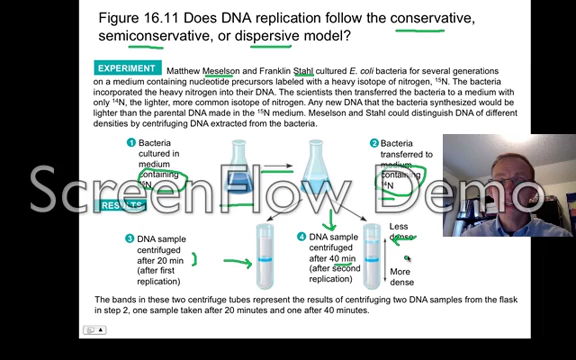 Figure 16.11 Does DNA replication follow the conservative,
semiconservative, or dispersive model?
EXPERIMENT Matthew Meselson and Franklin Stahl cultured E. coli bacteria for several generations
on a medium containing nucleotide precursors labeled with a heavy isotope of nitrogen, ¹⁵N. The bacteria
incorporated the heavy nitrogen into their DNA. The scientists then transferred the bacteria to a medium with
only ¹⁴N, the lighter, more common isotope of nitrogen. Any new DNA that the bacteria synthesized would be
lighter than the parental DNA made in the ¹⁵N medium. Meselson and Stahl could distinguish DNA of different
densities by centrifuging DNA extracted from the bacteria.
1 Bacteria
cultured in
medium
containing
N
2 Bacteria
transferred to
medium
containing
¹⁴N
ScreenFlow Demo
RESULTS
3 DNA sample
centrifuged
after 20 min
(after first
replication)
4 DNA sample
centrifuged
after 40 min
(after second
replication)
Less
dense
More
dense
The bands in these two centrifuge tubes represent the results of centrifuging two DNA samples from the flask
in step 2, one sample taken after 20 minutes and one after 40 minutes.